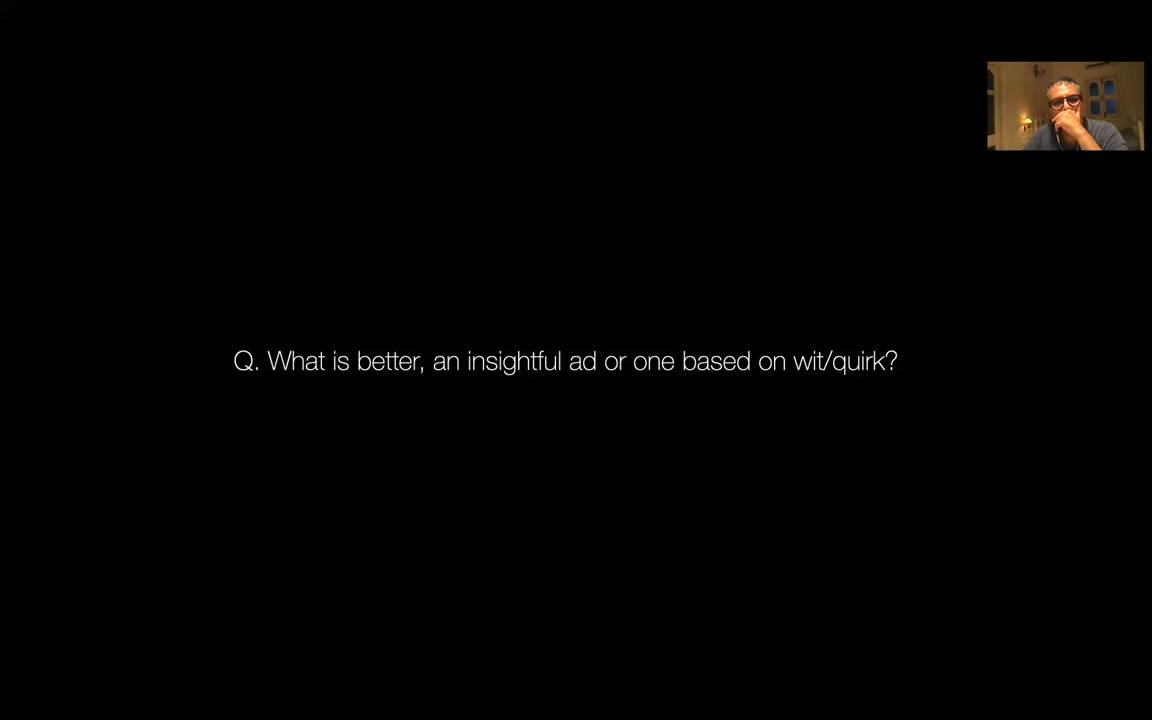 Q. What is better, an insightful ad or one based on wit/quirk?